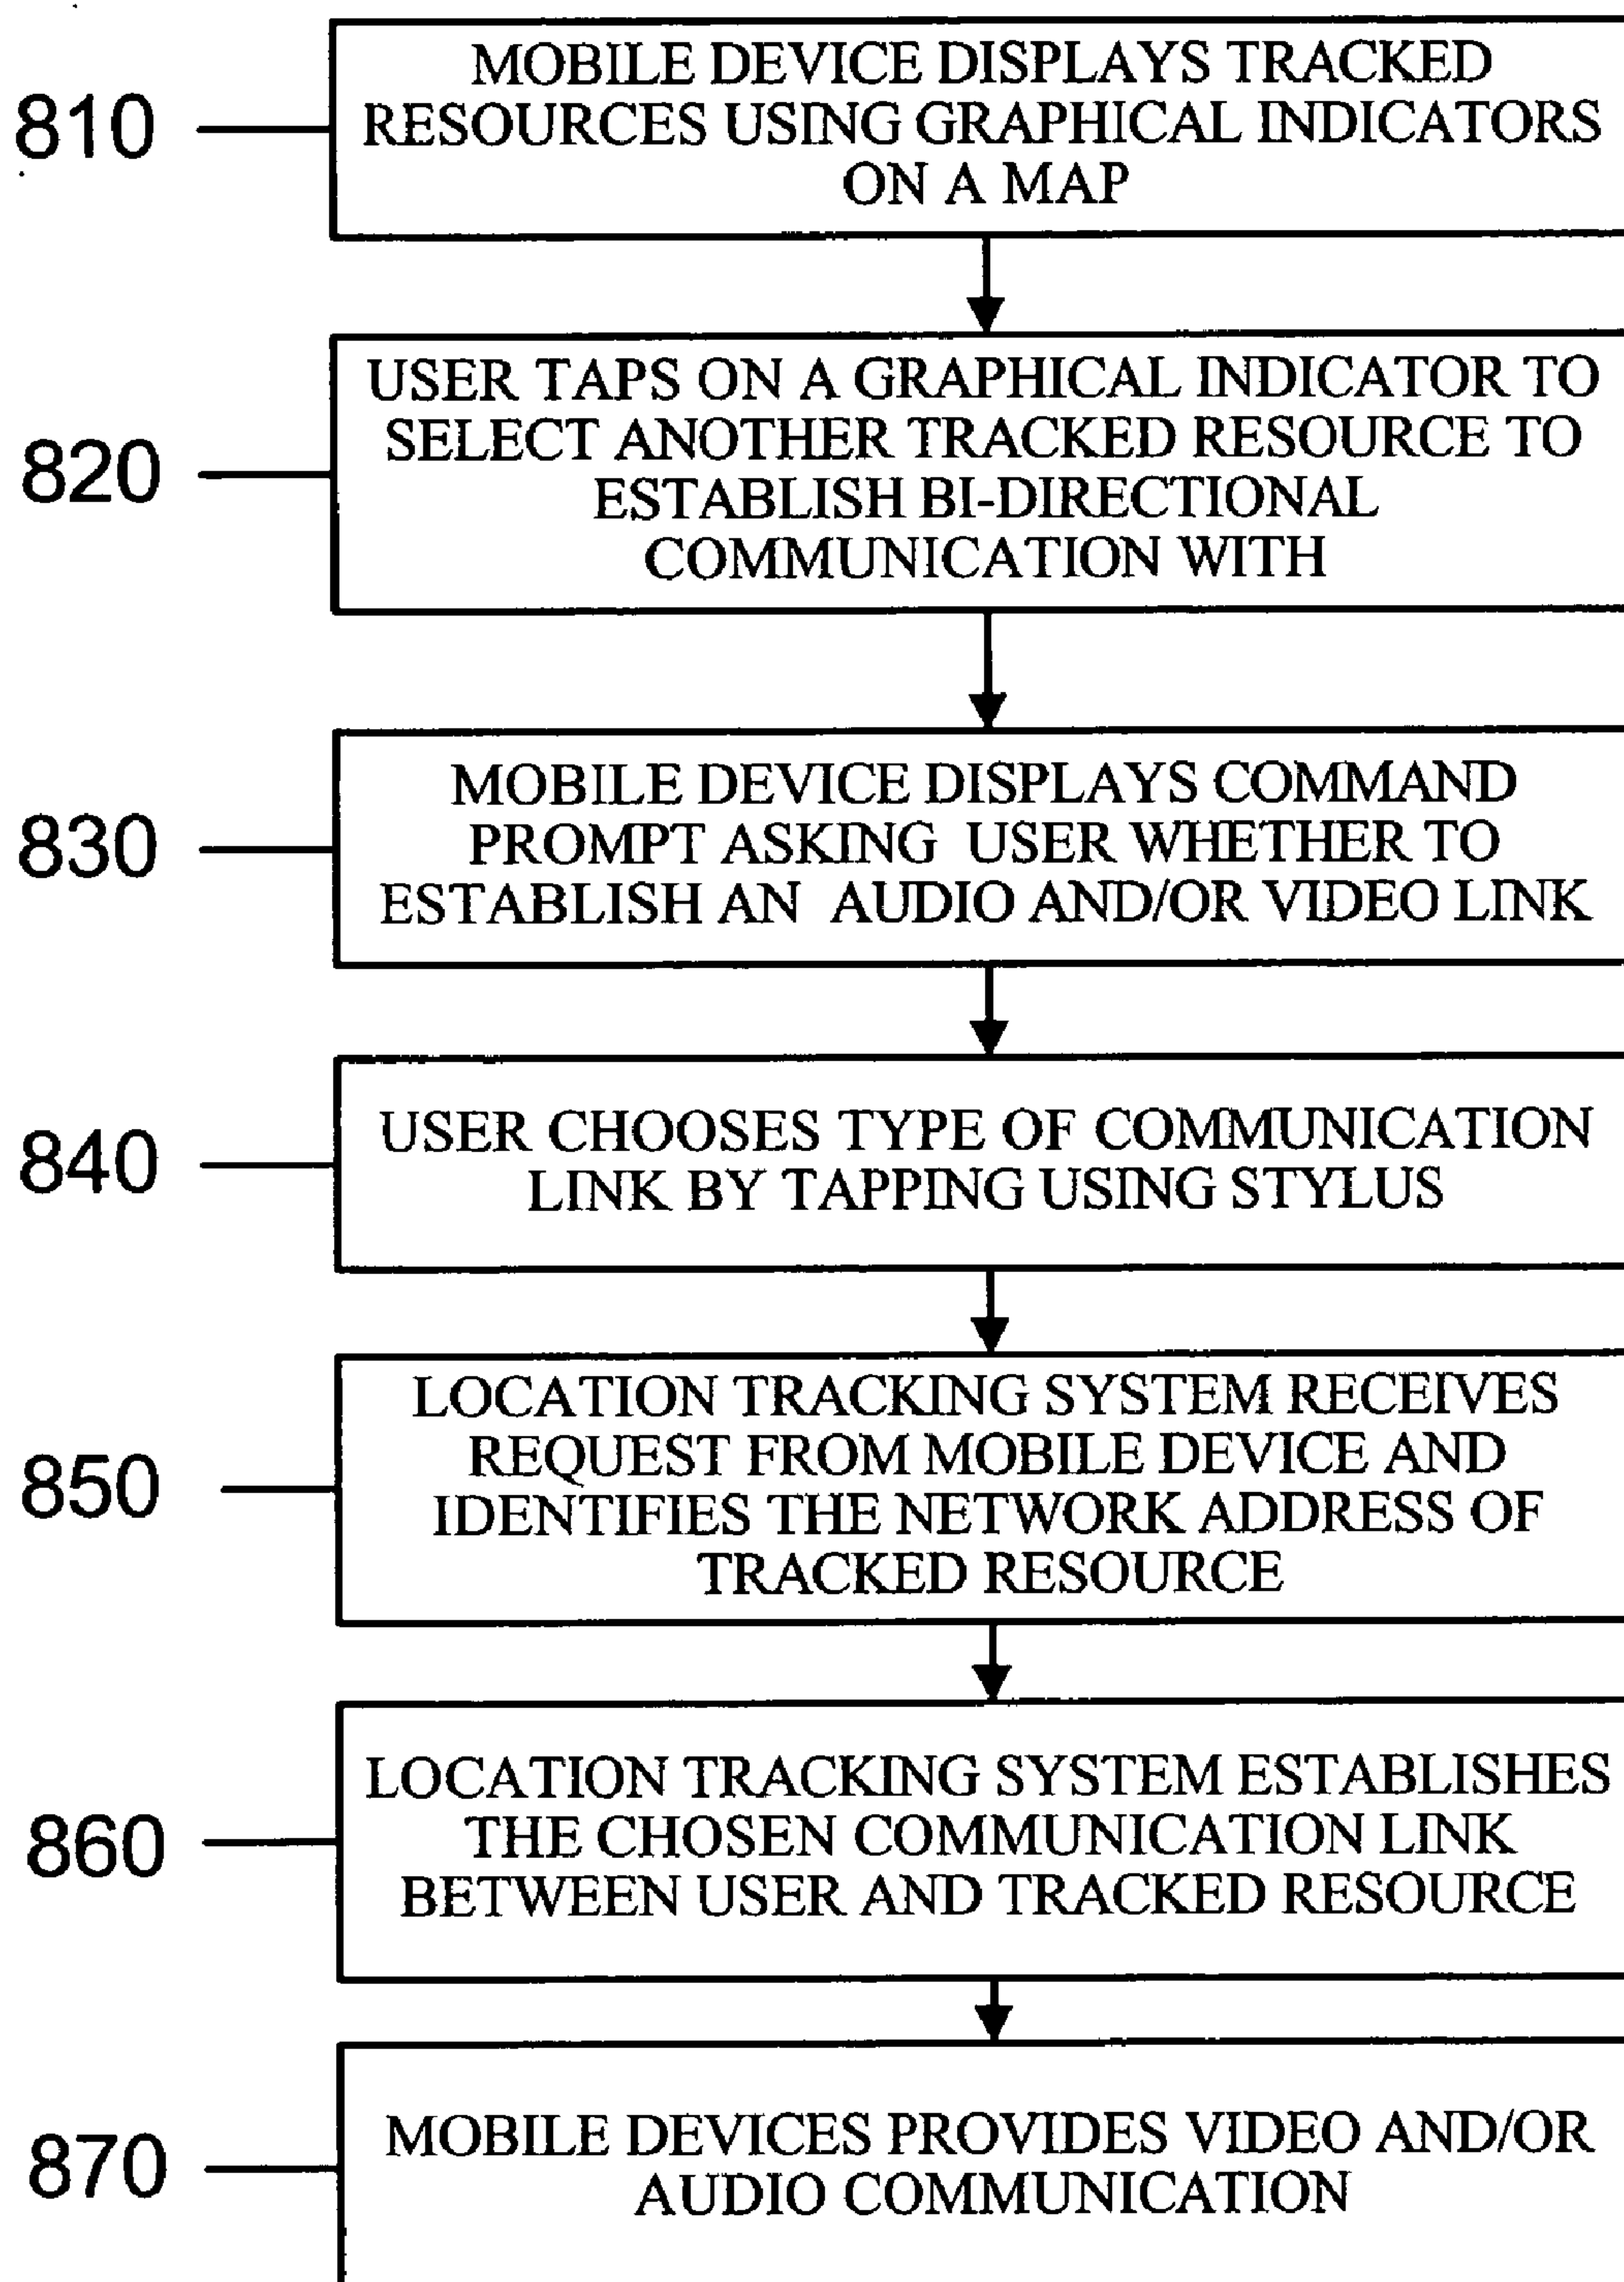 810
MOBILE DEVICE DISPLAYS TRACKED
RESOURCES USING GRAPHICAL INDICATORS
ON A MAP
820
USER TAPS ON A GRAPHICAL INDICATOR TO
SELECT ANOTHER TRACKED RESOURCE TO
ESTABLISH BI-DIRECTIONAL
COMMUNICATION WITH
830
MOBILE DEVICE DISPLAYS COMMAND
PROMPT ASKING USER WHETHER TO
ESTABLISH AN AUDIO AND/OR VIDEO LINK
840
USER CHOOSES TYPE OF COMMUNICATION
LINK BY TAPPING USING STYLUS
850
LOCATION TRACKING SYSTEM RECEIVES
REQUEST FROM MOBILE DEVICE AND
IDENTIFIES THE NETWORK ADDRESS OF
TRACKED RESOURCE
860
LOCATION TRACKING SYSTEM ESTABLISHES
THE CHOSEN COMMUNICATION LINK
BETWEEN USER AND TRACKED RESOURCE
870
MOBILE DEVICES PROVIDES VIDEO AND/OR
AUDIO COMMUNICATION